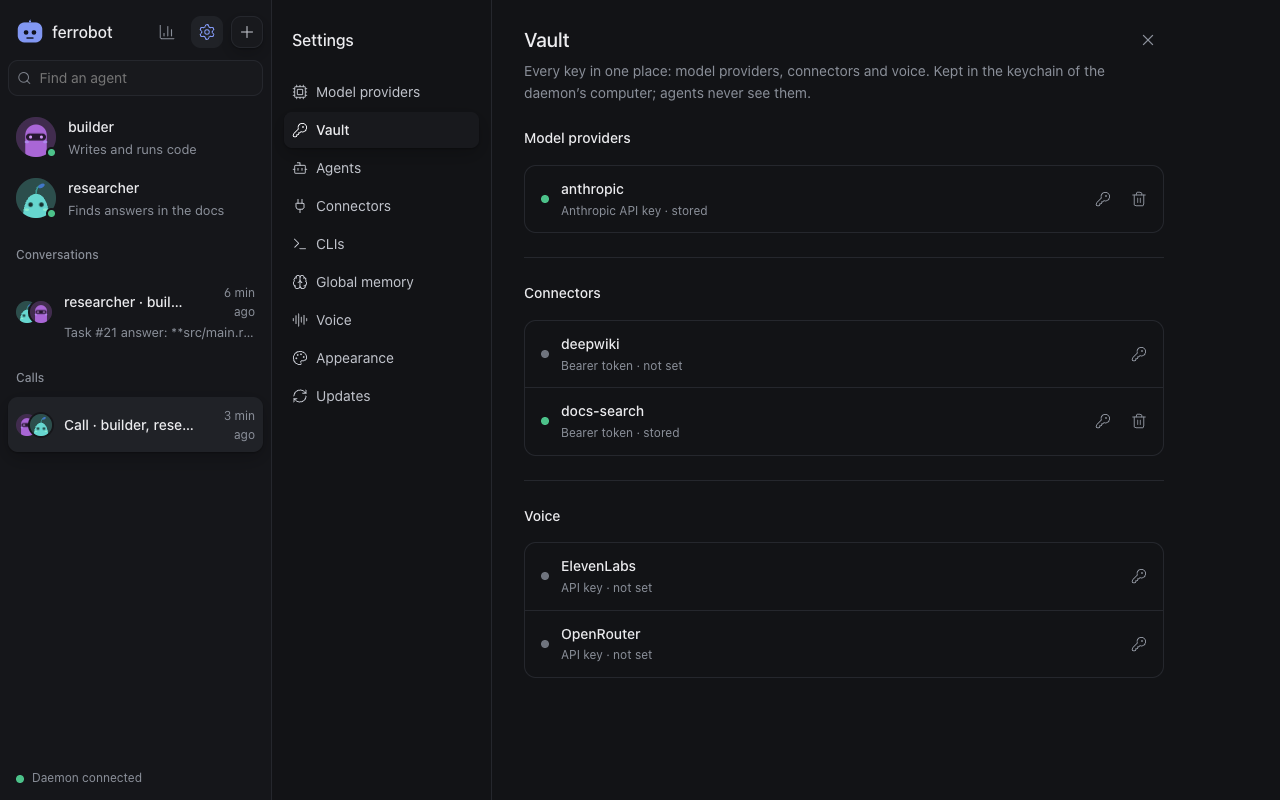 ferrobot
Find an agent
builder
Writes and runs code
researcher
Finds answers in the docs
Conversations
researcher · buil...
6 min
ago
Task #21 answer: **src/main.r...
Calls
Call · builder, rese...
3 min
ago
Daemon connected
Settings
Model providers
Vault
Agents
Connectors
CLIs
Global memory
Voice
Appearance
Updates
Vault
Every key in one place: model providers, connectors and voice. Kept in the keychain of the
daemon's computer; agents never see them.
Model providers
anthropic
Anthropic API key · stored
Connectors
deepwiki
Bearer token · not set
docs-search
Bearer token · stored
Voice
ElevenLabs
API key · not set
OpenRouter
API key · not set